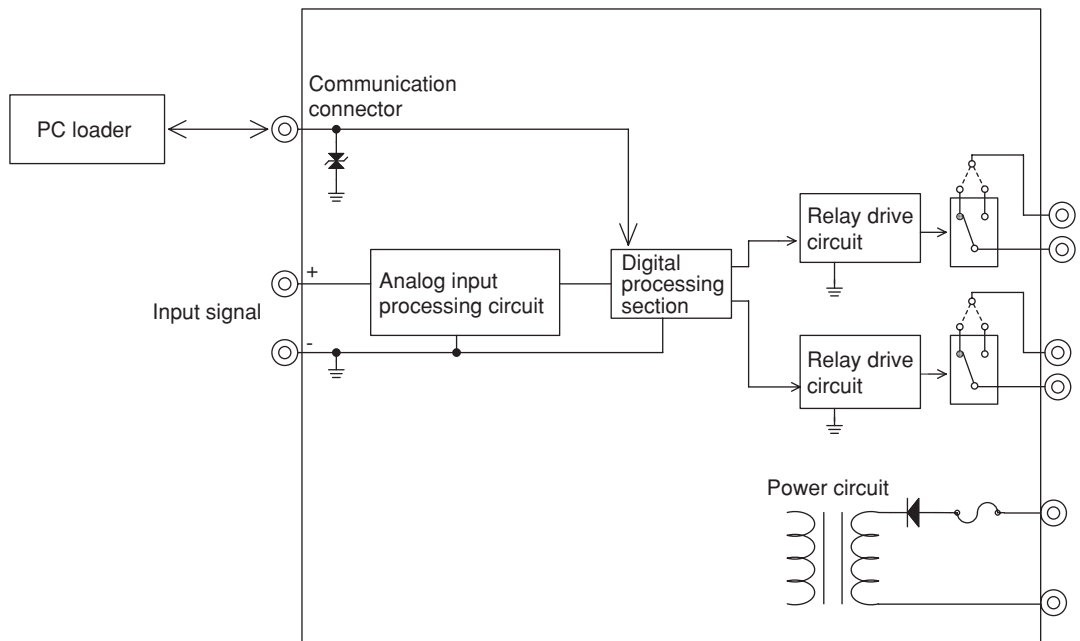 Communication
connector
PC loader
Relay drive
circuit
+
Analog input
processing circuit
Digital
processing
section
Input signal
-
Relay drive
circuit
Power circuit